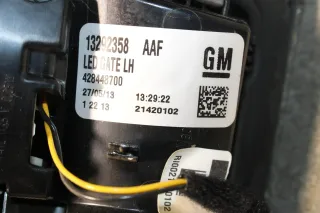 13292358 AAF
LED GATE LH
GM
428448700
27/05/13 13:29:22
1 22 13 21420102